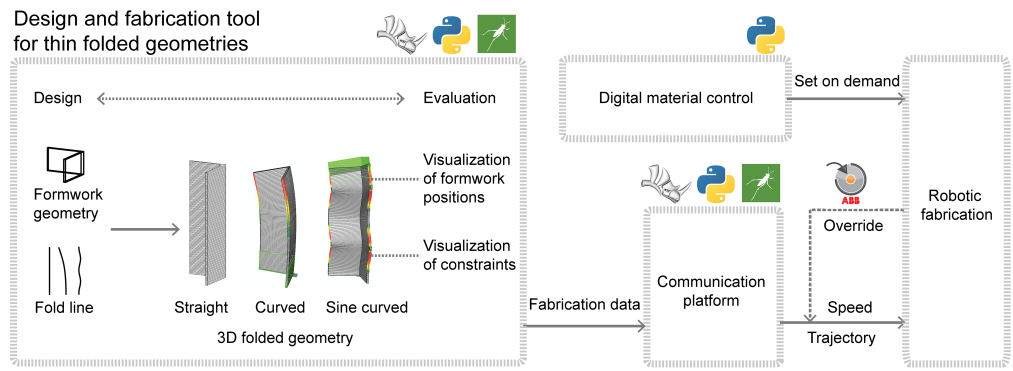 Design and fabrication tool
for thin folded geometries
Design
Evaluation
Formwork
geometry
Fold line
Straight
Curved
Sine curved
3D folded geometry
Visualization
of formwork
positions
Visualization
of constraints
Fabrication data
Digital material control
Set on demand
Communication
platform
ABB
Override
Speed
Trajectory
Robotic
fabrication